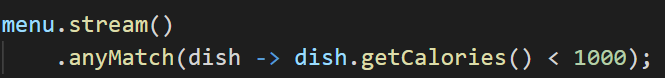 menu.stream()
    .anyMatch(dish -> dish.getCalories() < 1000);